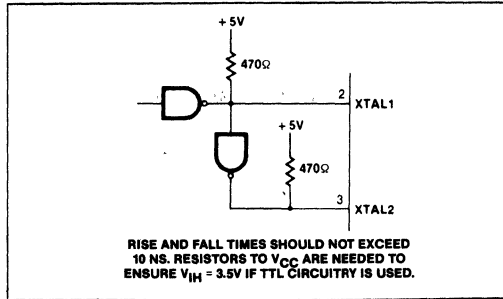 + 5V
470Ω
2
XTAL1
+ 5V
470Ω
3
XTAL2
RISE AND FALL TIMES SHOULD NOT EXCEED
10 NS. RESISTORS TO VCC ARE NEEDED TO
ENSURE VIH = 3.5V IF TTL CIRCUITRY IS USED.